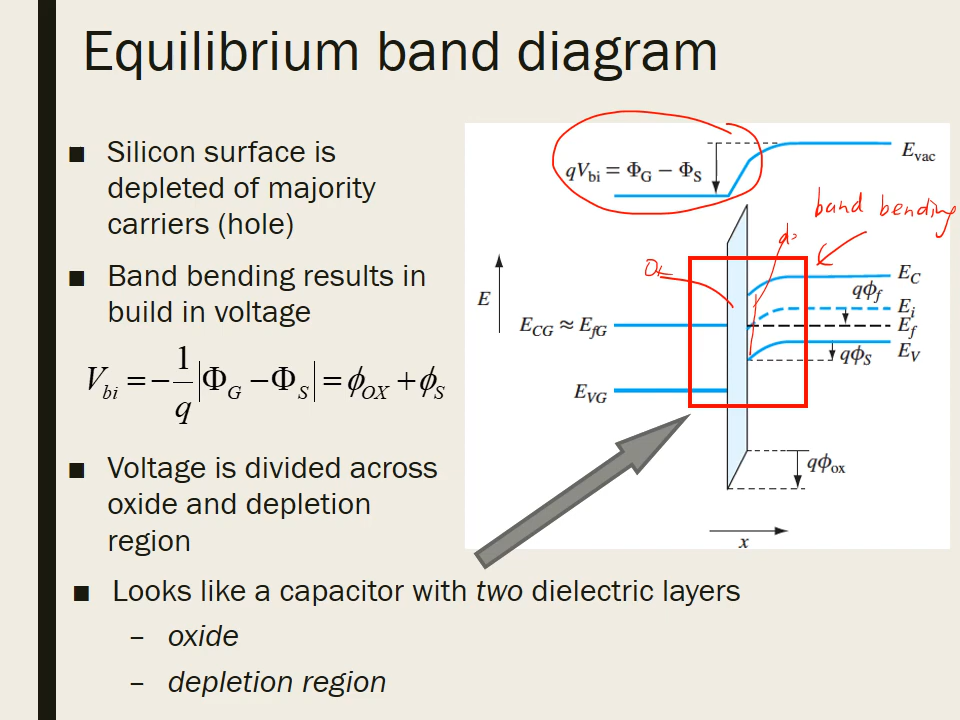 Equilibrium band diagram
■ Silicon surface is
depleted of majority
carriers (hole)
■ Band bending results in
build in voltage
V_bi = −1/q |Φ_G − Φ_S| = ϕ_OX + ϕ_S
■ Voltage is divided across
oxide and depletion
region
■ Looks like a capacitor with two dielectric layers
– oxide
– depletion region
qV_bi = Φ_G − Φ_S
E_vac
band bending
E
E_CG ≈ E_fG
E_VG
E_C
qϕ_f
E_i
E_f
E_V
qϕ_S
qϕ_ox
x